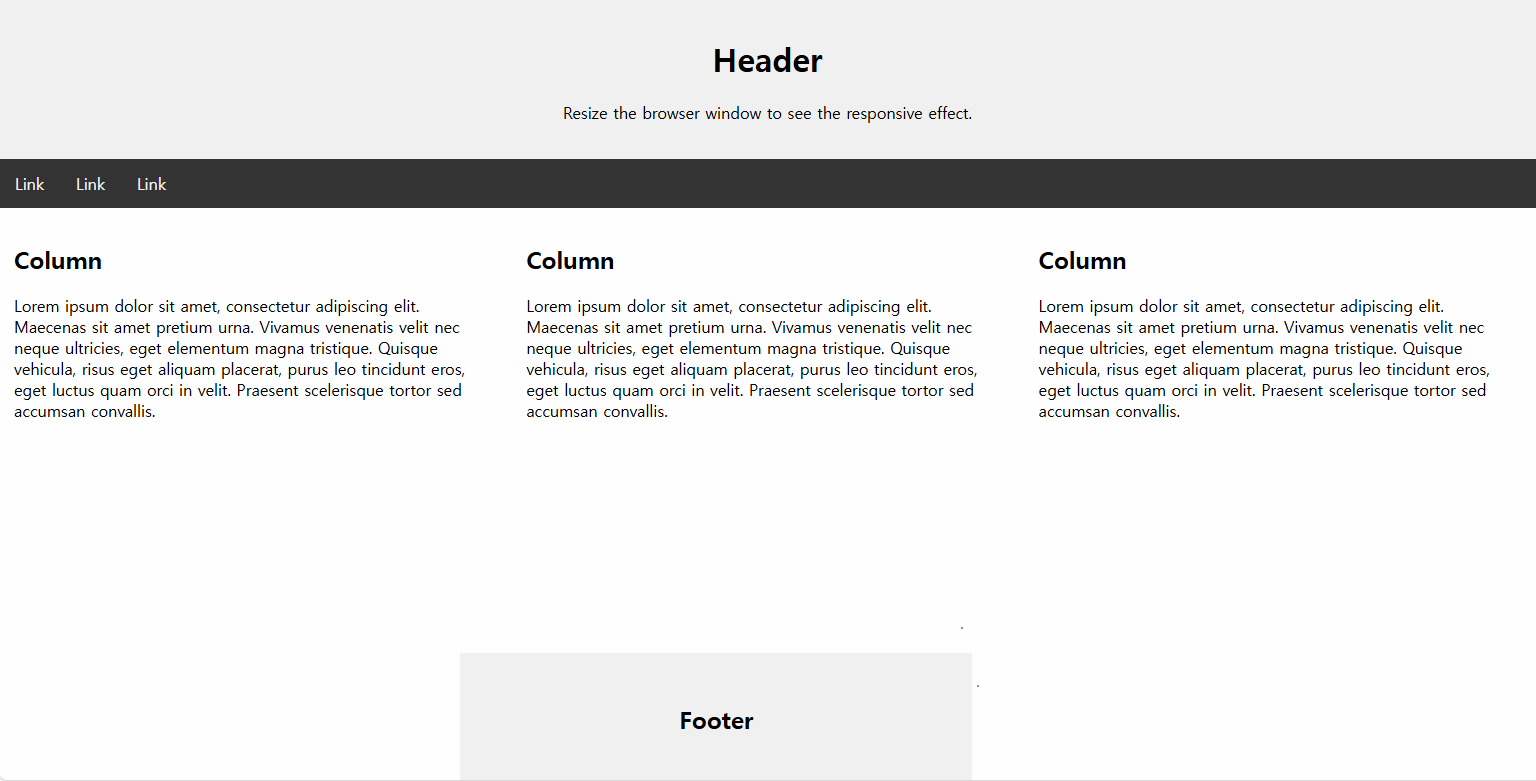 Header
Resize the browser window to see the responsive effect.
Link Link Link
Column
Lorem ipsum dolor sit amet, consectetur adipiscing elit.
Maecenas sit amet pretium urna. Vivamus venenatis velit nec
neque ultricies, eget elementum magna tristique. Quisque
vehicula, risus eget aliquam placerat, purus leo tincidunt eros,
eget luctus quam orci in velit. Praesent scelerisque tortor sed
accumsan convallis.
Column
Lorem ipsum dolor sit amet, consectetur adipiscing elit.
Maecenas sit amet pretium urna. Vivamus venenatis velit nec
neque ultricies, eget elementum magna tristique. Quisque
vehicula, risus eget aliquam placerat, purus leo tincidunt eros,
eget luctus quam orci in velit. Praesent scelerisque tortor sed
accumsan convallis.
Column
Lorem ipsum dolor sit amet, consectetur adipiscing elit.
Maecenas sit amet pretium urna. Vivamus venenatis velit nec
neque ultricies, eget elementum magna tristique. Quisque
vehicula, risus eget aliquam placerat, purus leo tincidunt eros,
eget luctus quam orci in velit. Praesent scelerisque tortor sed
accumsan convallis.
Footer